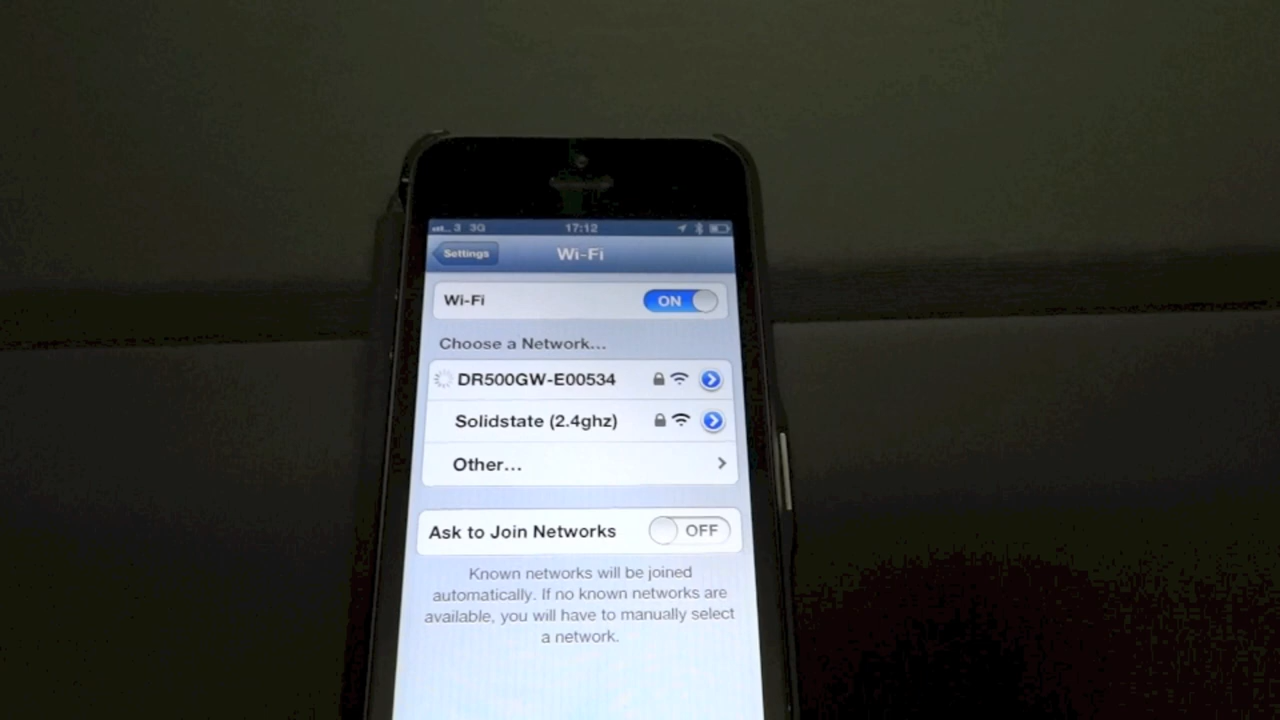 3 3G 17:12
Settings Wi-Fi
Wi-Fi ON
Choose a Network...
DR500GW-E00534
Solidstate (2.4ghz)
Other...
Ask to Join Networks OFF
Known networks will be joined
automatically. If no known networks are
available, you will have to manually select
a network.